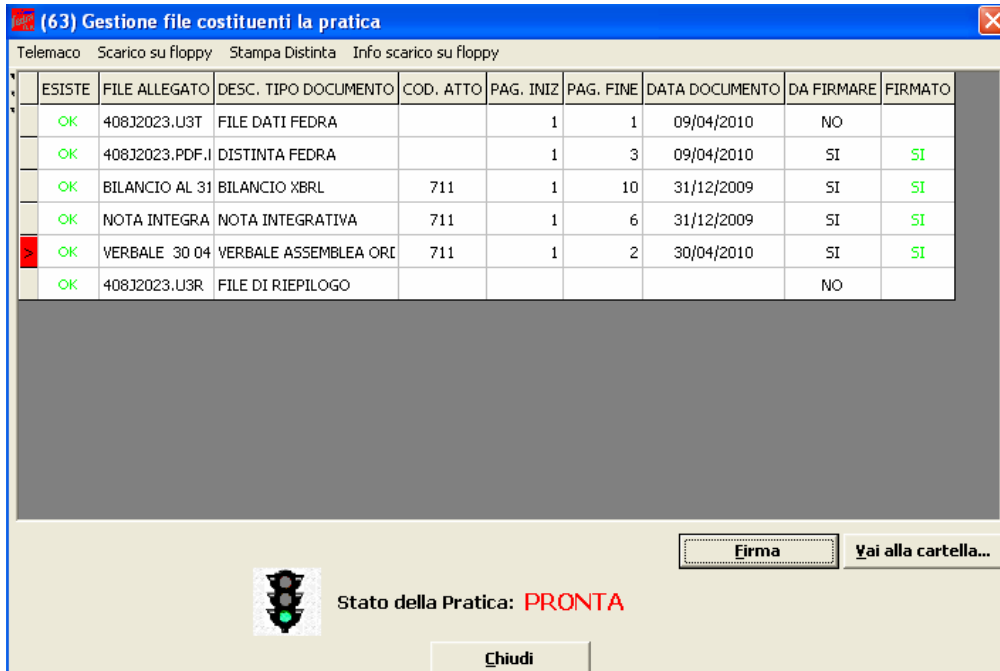 (63) Gestione file costituenti la pratica
Telemaco Scarico su floppy Stampa Distinta Info scarico su floppy
ESISTE FILE ALLEGATO DESC. TIPO DOCUMENTO COD. ATTO PAG. INIZ PAG. FINE DATA DOCUMENTO DA FIRMARE FIRMATO
OK 408J2023.U3T FILE DATI FEDRA 1 1 09/04/2010 NO
OK 408J2023.PDF. DISTINTA FEDRA 1 3 09/04/2010 SI SI
OK BILANCIO AL 31 BILANCIO XBRL 711 1 10 31/12/2009 SI SI
OK NOTA INTEGRA NOTA INTEGRATIVA 711 1 6 31/12/2009 SI SI
> OK VERBALE 30 04 VERBALE ASSEMBLEA ORD 711 1 2 30/04/2010 SI SI
OK 408J2023.U3R FILE DI RIEPILOGO NO
Firma Vai alla cartella...
Stato della Pratica: PRONTA
Chiudi